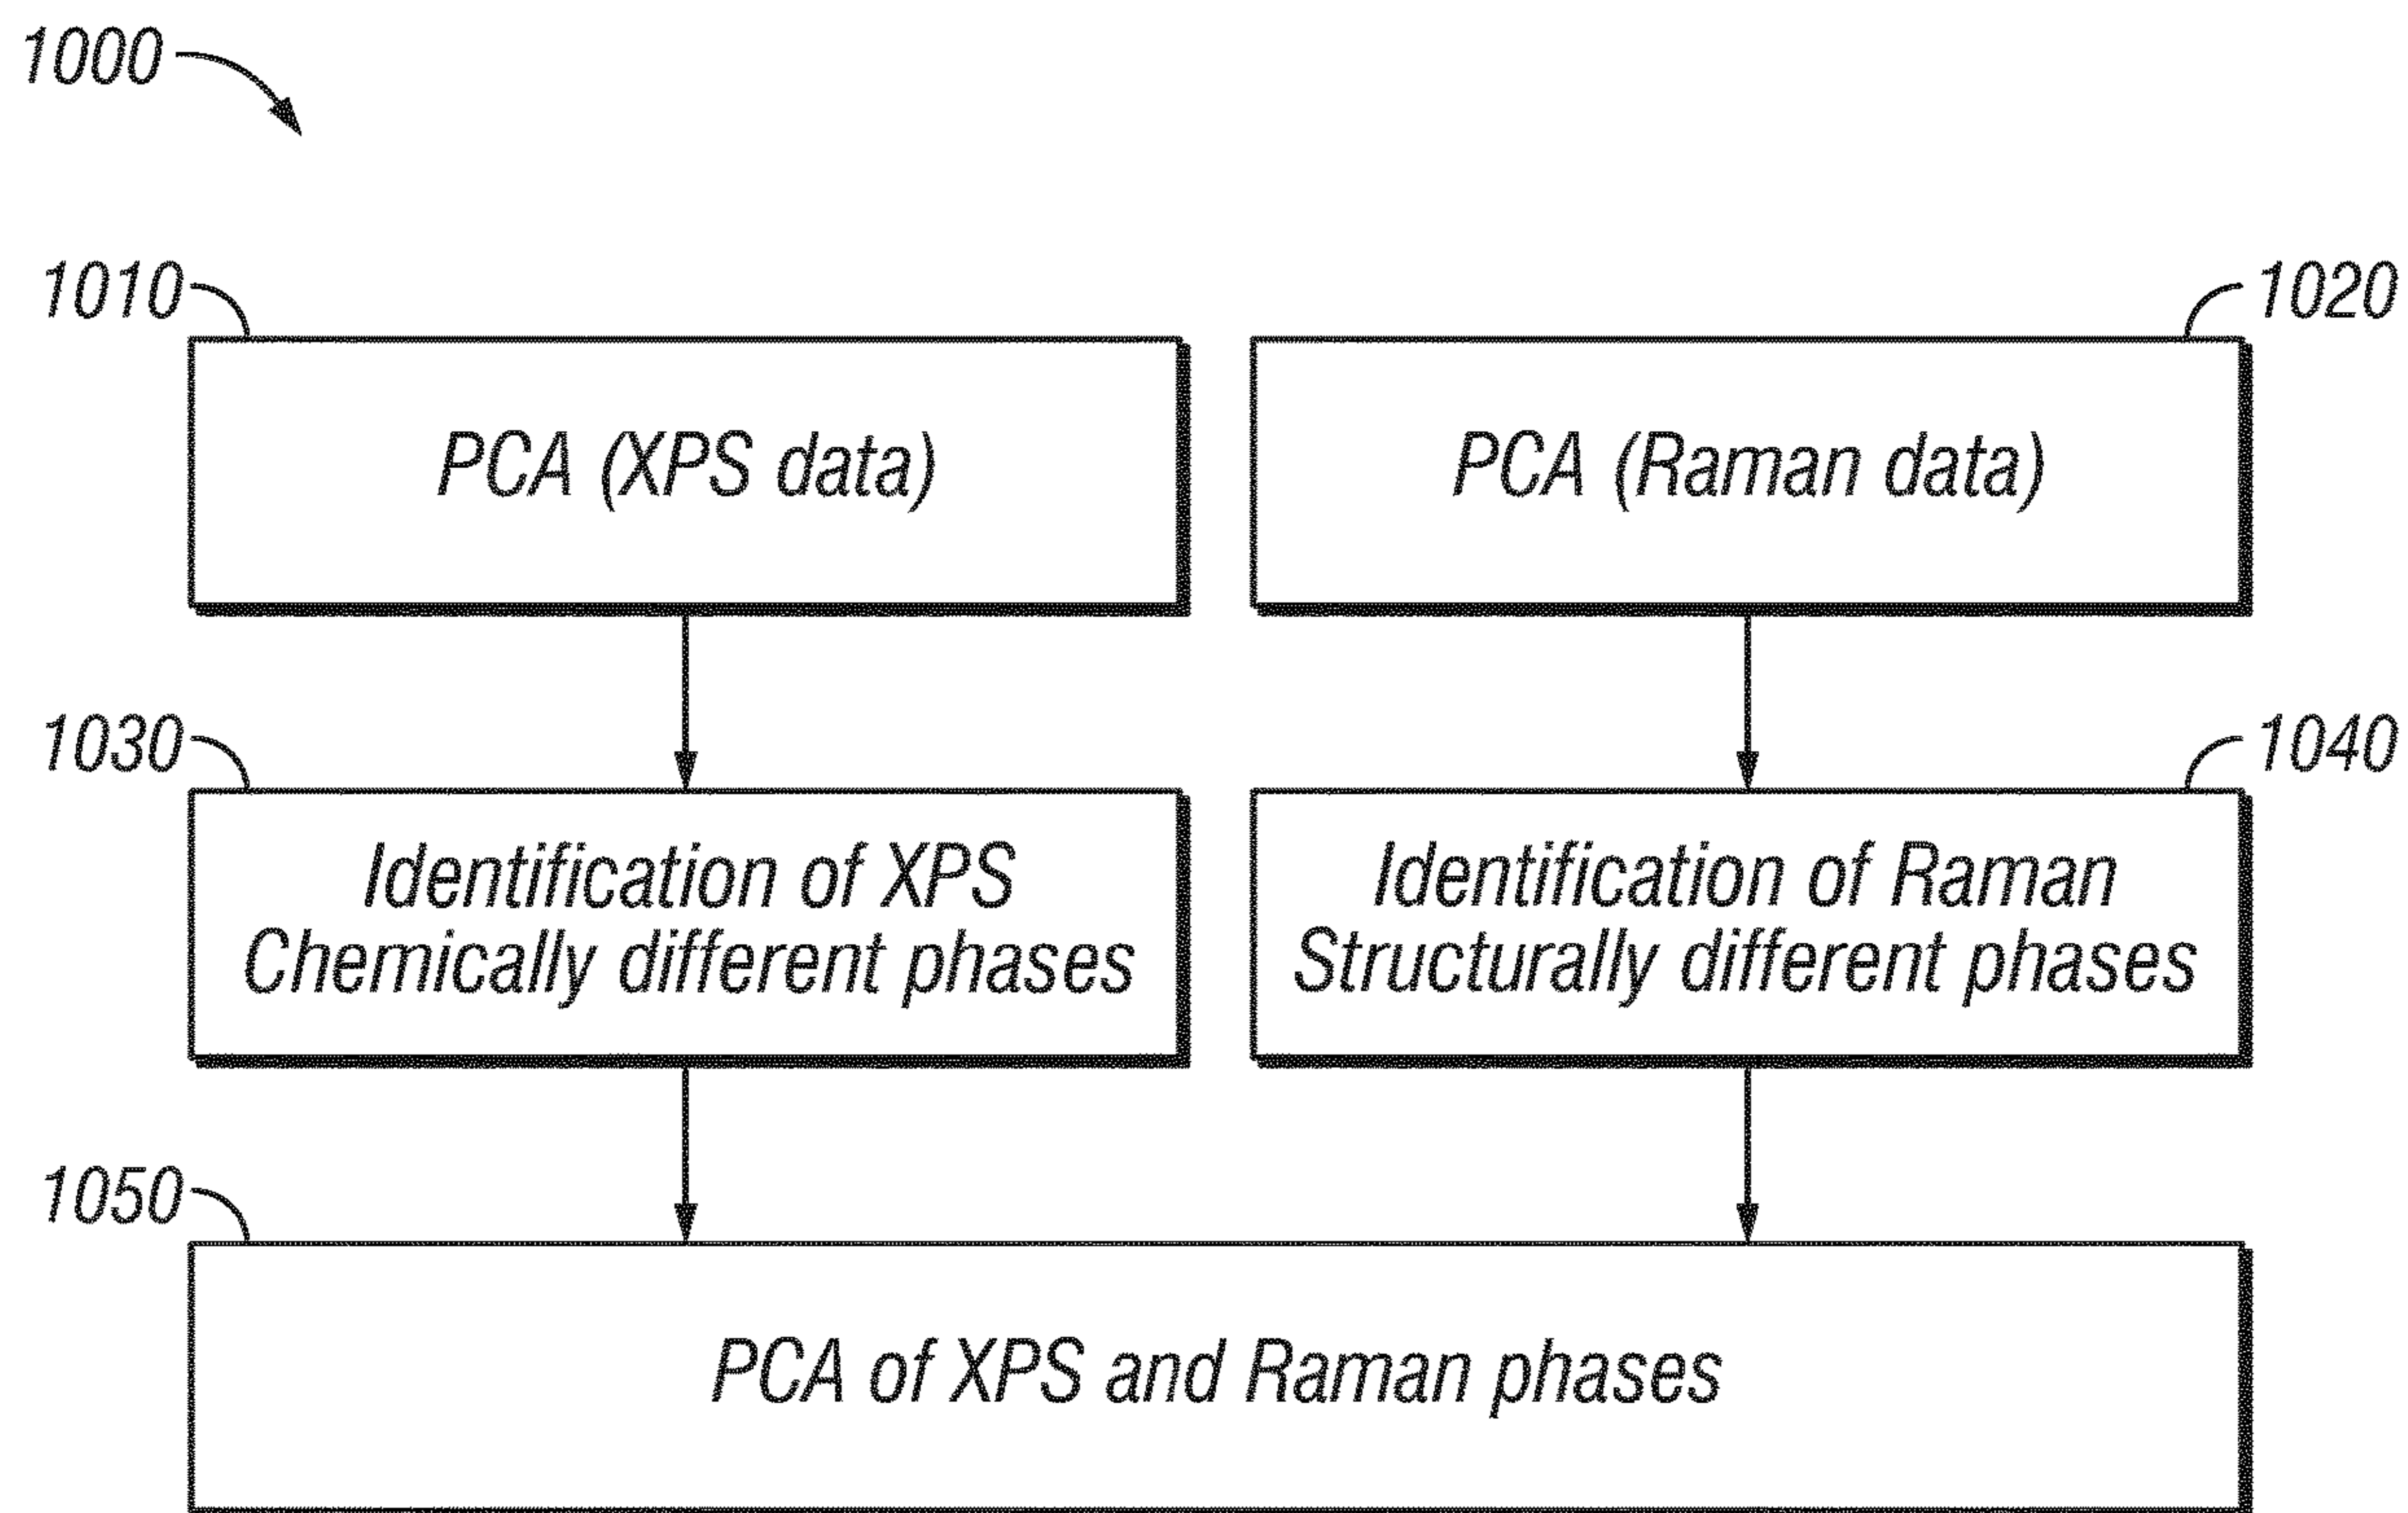 1000
1010
1020
PCA (XPS data)
PCA (Raman data)
1030
1040
Identification of XPS
Chemically different phases
Identification of Raman
Structurally different phases
1050
PCA of XPS and Raman phases